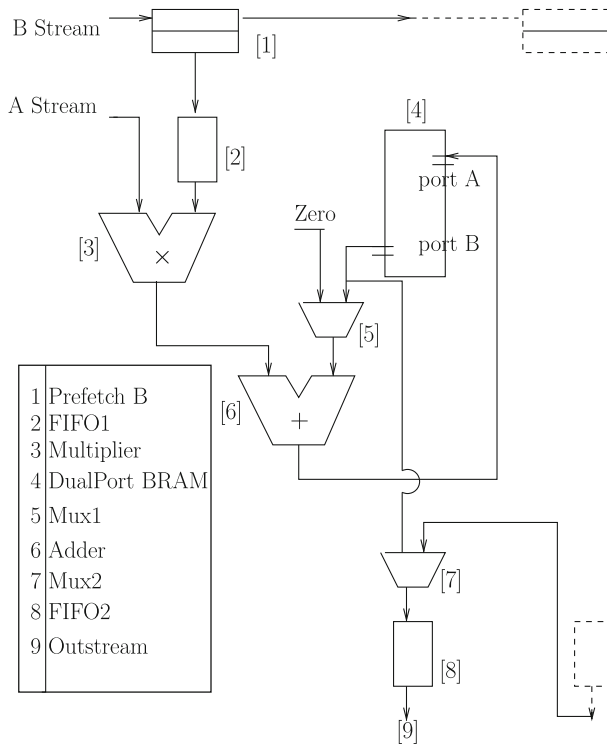 B Stream
[1]
A Stream
[2]
[4]
port A
[3]
×
Zero
port B
[5]
[6]
+
1 Prefetch B
2 FIFO1
3 Multiplier
4 DualPort BRAM
5 Mux1
6 Adder
7 Mux2
8 FIFO2
9 Outstream
[7]
[8]
[9]